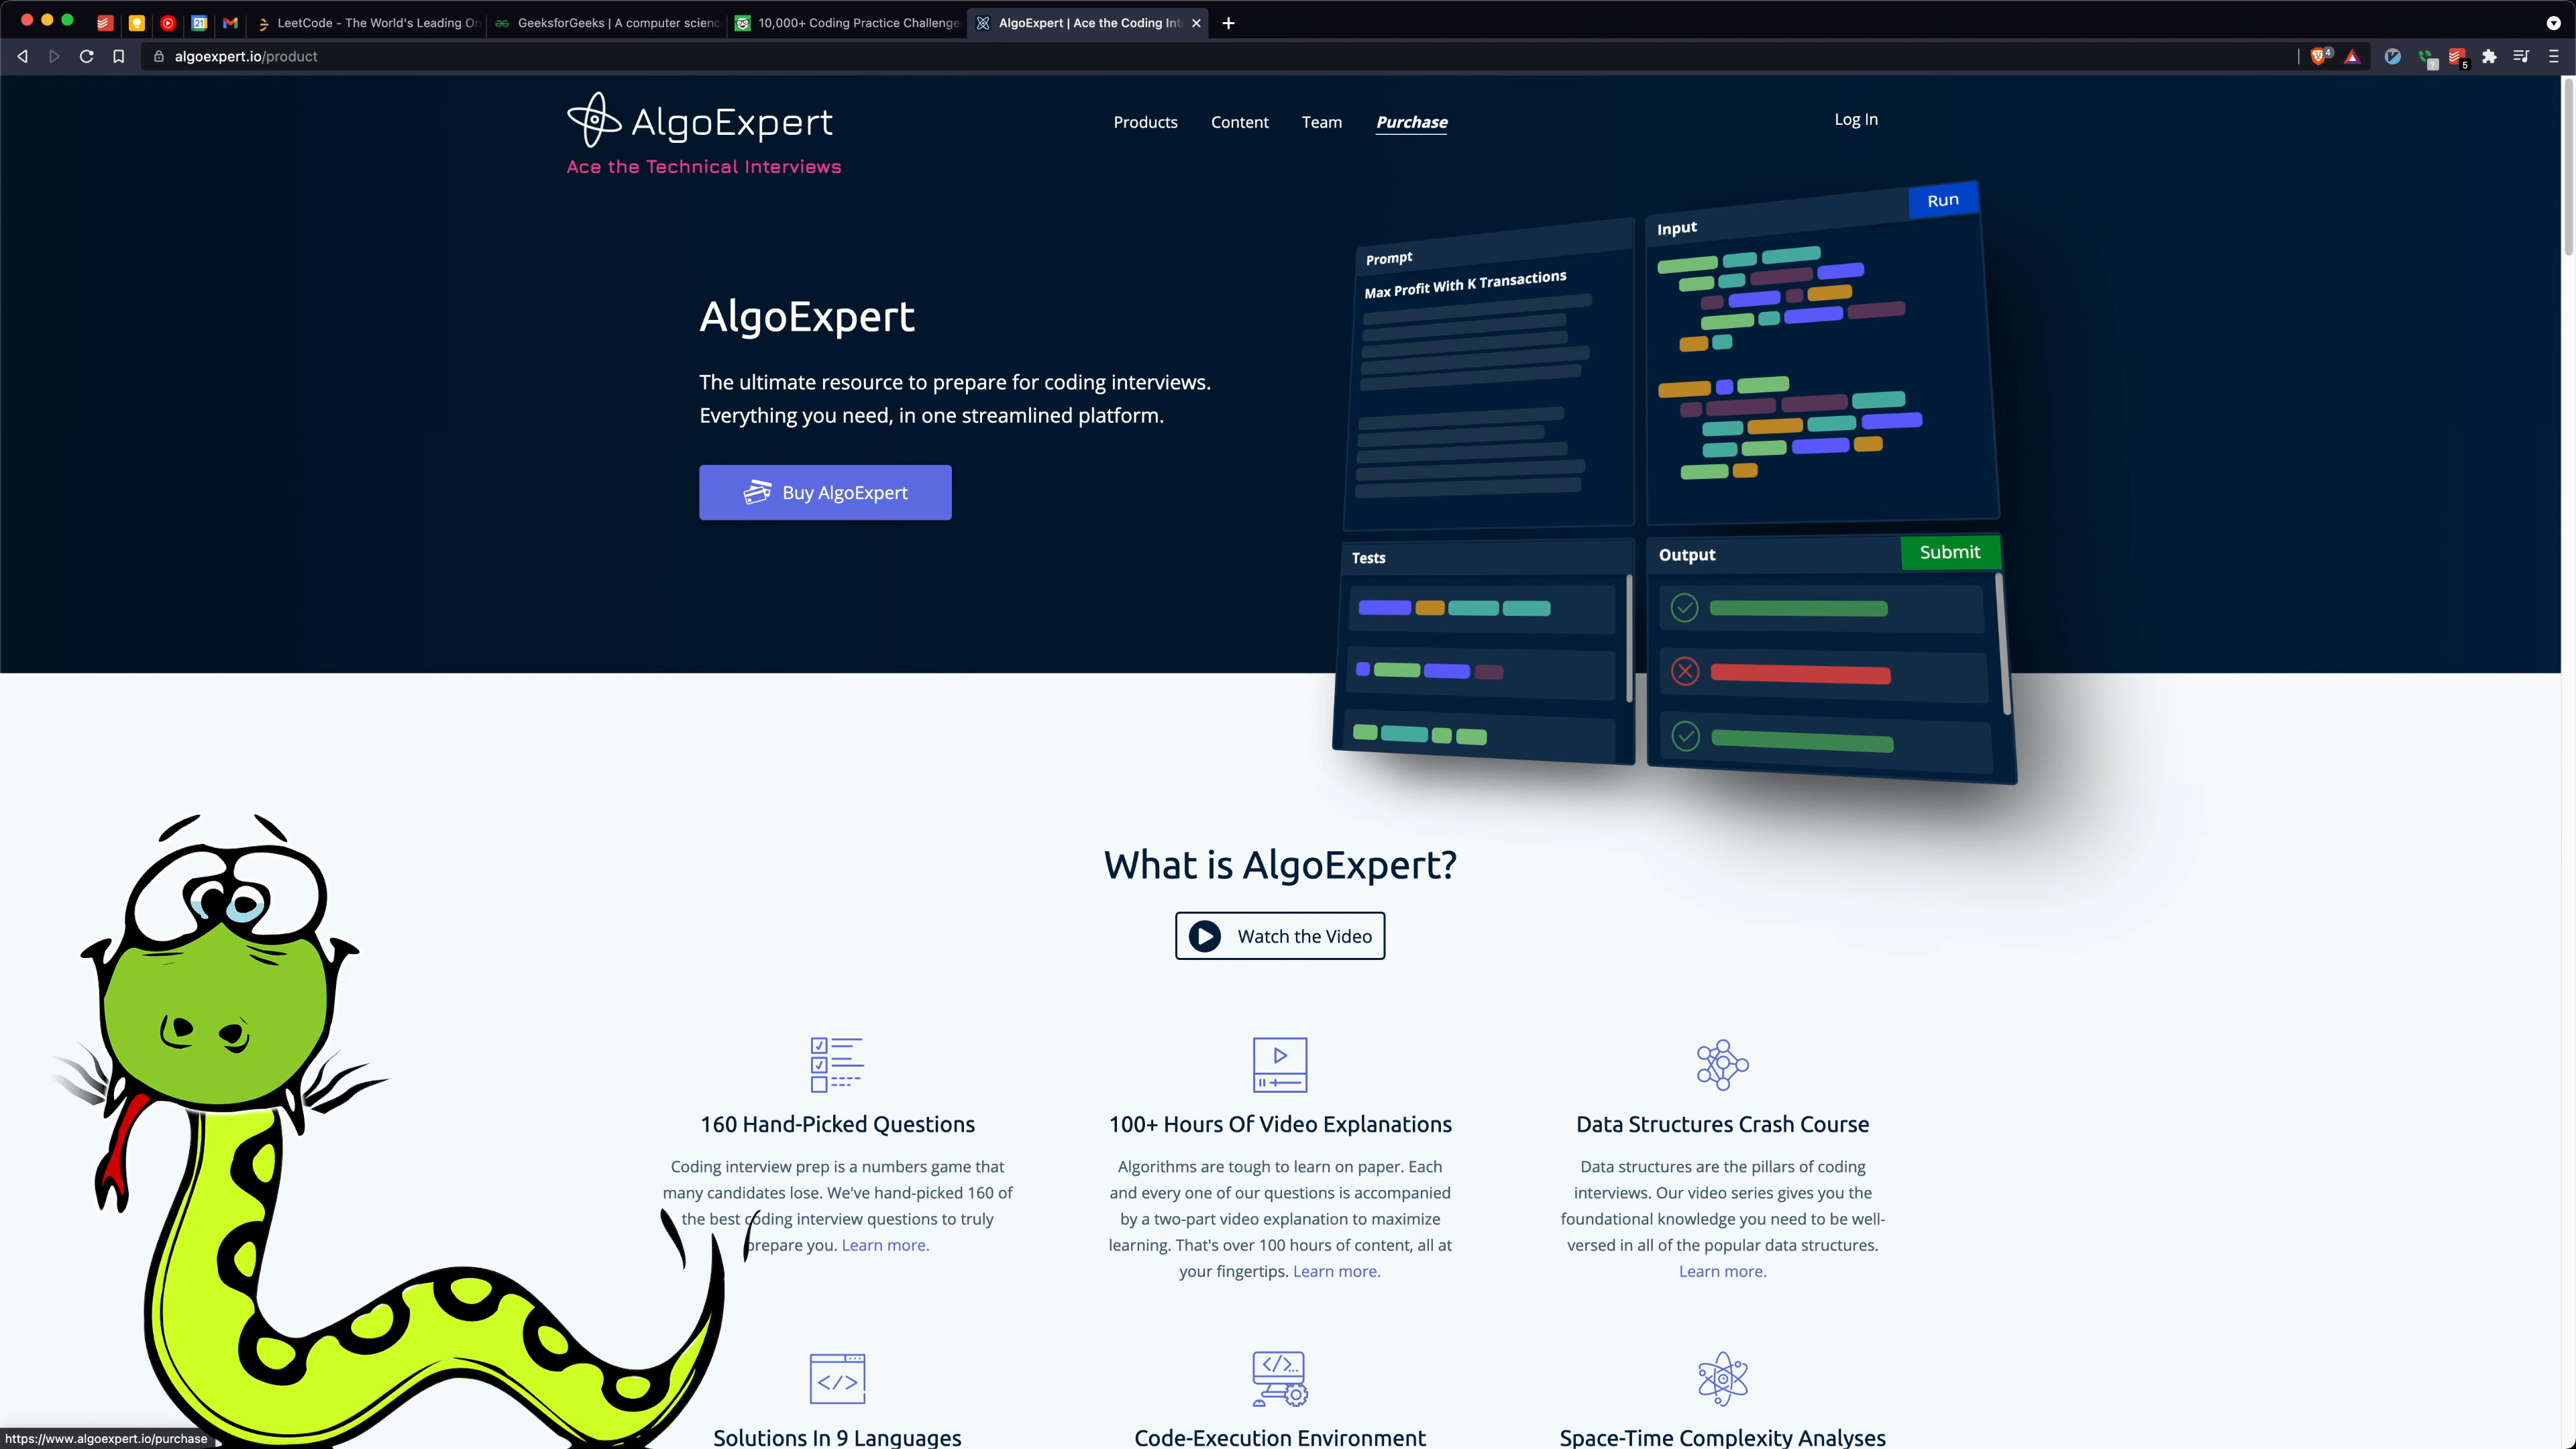 LeetCode - The World's Leading On
GeeksforGeeks | A computer scienc
10,000+ Coding Practice Challenge
AlgoExpert | Ace the Coding Int
algoexpert.io/product
21
4
?
5
AlgoExpert
Ace the Technical Interviews
Products
Content
Team
Purchase
Log In
AlgoExpert
The ultimate resource to prepare for coding interviews.
Everything you need, in one streamlined platform.
Buy AlgoExpert
Prompt
Max Profit With K Transactions
Input
Run
Tests
Output
Submit
What is AlgoExpert?
Watch the Video
160 Hand-Picked Questions
Coding interview prep is a numbers game that
many candidates lose. We've hand-picked 160 of
the best coding interview questions to truly
prepare you. Learn more.
100+ Hours Of Video Explanations
Algorithms are tough to learn on paper. Each
and every one of our questions is accompanied
by a two-part video explanation to maximize
learning. That's over 100 hours of content, all at
your fingertips. Learn more.
Data Structures Crash Course
Data structures are the pillars of coding
interviews. Our video series gives you the
foundational knowledge you need to be well-
versed in all of the popular data structures.
Learn more.
Solutions In 9 Languages
Code-Execution Environment
Space-Time Complexity Analyses
https://www.algoexpert.io/purchase